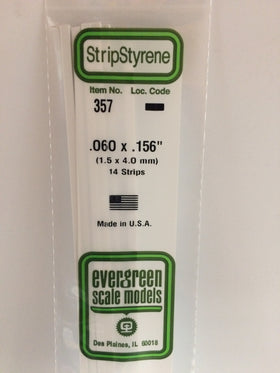 StripStyrene
Item No. Loc. Code
357
.060 x .156"
(1.5 x 4.0 mm)
14 Strips
Made in U.S.A.
evergreen
scale models
Des Plaines, IL 60018